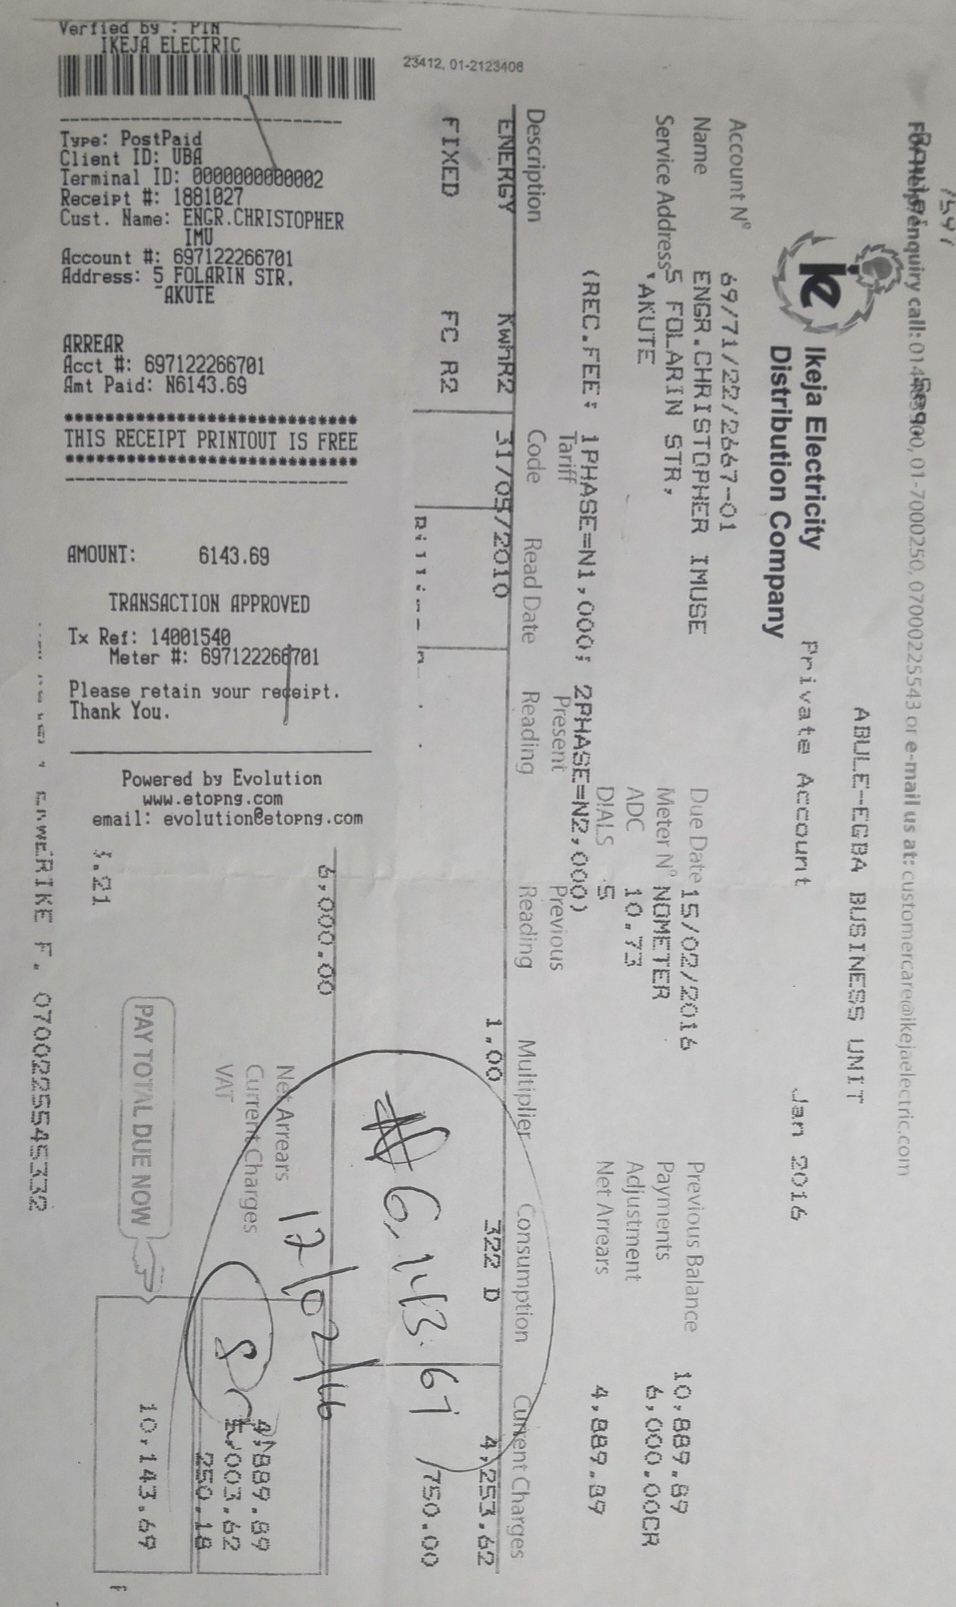 Verfied by : PIN
IKEJA ELECTRIC
Type: PostPaid
Client ID: UBA
Terminal ID: 0000000000002
Receipt #: 1881027
Cust. Name: ENGR.CHRISTOPHER
IMU
Account #: 697122266701
Address: 5 FOLARIN STR.
AKUTE
ARREAR
Acct #: 697122266701
Amt Paid: N6143.69
THIS RECEIPT PRINTOUT IS FREE
AMOUNT: 6143.69
TRANSACTION APPROVED
Tx Ref: 14001540
Meter #: 697122266701
Please retain your receipt.
Thank You.
Powered by Evolution
www.etopng.com
email: evolution@etopng.com
23412, 01-2123406
7597
For help/enquiry call: 01-7000250, 07000225543 or e-mail us at: customercare@ikejaelectric.com
ABULE-EGBA BUSINESS UNIT
ie Ikeja Electricity
Distribution Company
Private Account Jan 2016
Account Nº 69/71/22/2667-01
Name ENGR.CHRISTOPHER IMUSE
Service Address 5 FOLARIN STR,
'AKUTE
Due Date 15/02/2016
Meter Nº NOMETER
ADC 10.73
DIALS 5
Previous Balance 10,889.89
Payments 6,000.00CR
Adjustment
Net Arrears 4,889.89
(REC.FEE: 1PHASE=N1,000; 2PHASE=N2,000)
Description Tariff Code Read Date Present Reading Previous Reading Multiplier Consumption Current Charges
ENERGY KwhR2 31/05/2010 1.00 322 D 4,253.62
FIXED FC R2 750.00
₦6,143.69
6,000.00
17/02/16
Net Arrears 4,889.89
Current Charges 5,003.62
VAT 250.18
PAY TOTAL DUE NOW 10,143.69
.21
RIKE F. 0700225545332